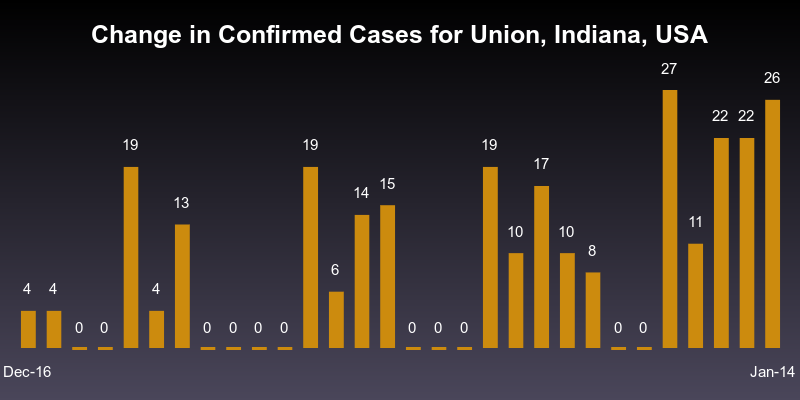 Change in Confirmed Cases for Union, Indiana, USA
4 4 0 0 19 4 13 0 0 0 0 19 6 14 15 0 0 0 19 10 17 10 8 0 0 27 11 22 22 26
Dec-16 Jan-14